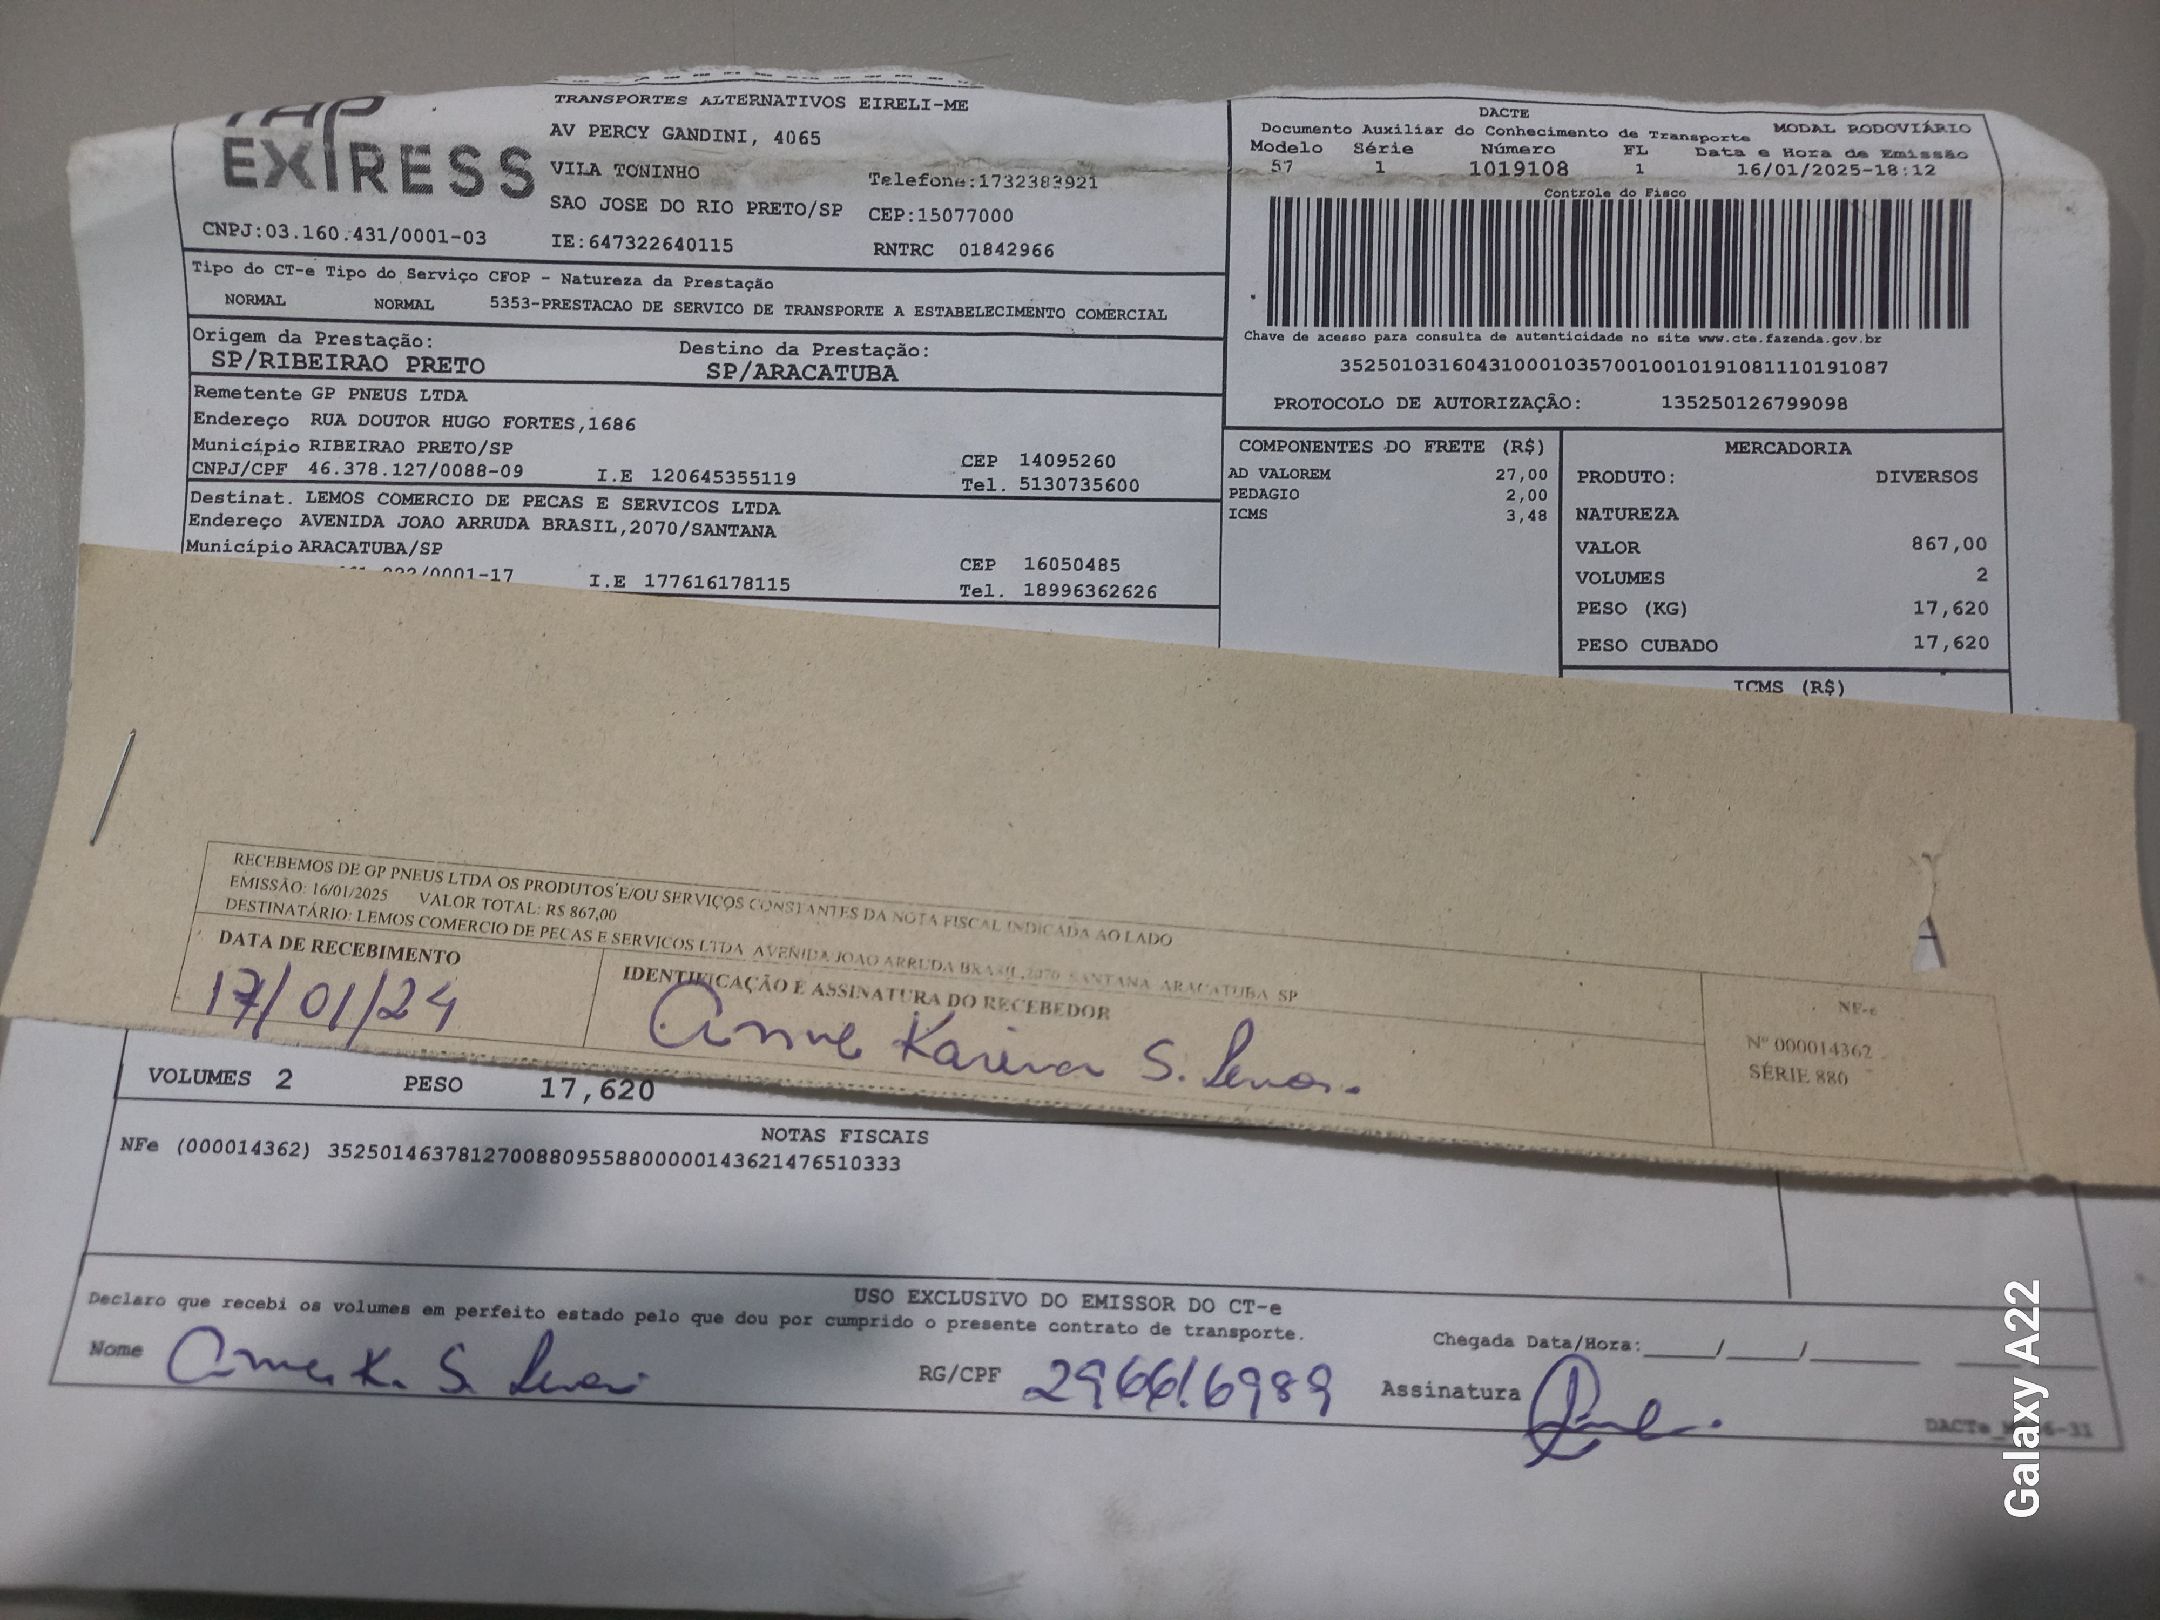 TAP
EXPRESS
TRANSPORTES ALTERNATIVOS EIRELI-ME
AV PERCY GANDINI, 4065
VILA TONINHO
Telefone:1732383921
SAO JOSE DO RIO PRETO/SP CEP:15077000
CNPJ:03.160.431/0001-03 IE:647322640115 RNTRC 01842966
DACTE
Documento Auxiliar do Conhecimento de Transporte MODAL RODOVIÁRIO
Modelo Série Número FL Data e Hora de Emissão
57 1 1019108 1 16/01/2025-18:12
Controle do Fisco
Chave de acesso para consulta de autenticidade no site www.cte.fazenda.gov.br
35250103160431000103570010010191081110191087
PROTOCOLO DE AUTORIZAÇÃO: 135250126799098
Tipo do CT-e Tipo do Serviço CFOP - Natureza da Prestação
NORMAL NORMAL 5353-PRESTACAO DE SERVICO DE TRANSPORTE A ESTABELECIMENTO COMERCIAL
Origem da Prestação: Destino da Prestação:
SP/RIBEIRAO PRETO SP/ARACATUBA
Remetente GP PNEUS LTDA
Endereço RUA DOUTOR HUGO FORTES,1686
Município RIBEIRAO PRETO/SP CEP 14095260
CNPJ/CPF 46.378.127/0088-09 I.E 120645355119 Tel. 5130735600
Destinat. LEMOS COMERCIO DE PECAS E SERVICOS LTDA
Endereço AVENIDA JOAO ARRUDA BRASIL,2070/SANTANA
Município ARACATUBA/SP CEP 16050485
/0001-17 I.E 177616178115 Tel. 18996362626
COMPONENTES DO FRETE (R$)
AD VALOREM 27,00
PEDAGIO 2,00
ICMS 3,48
MERCADORIA
PRODUTO: DIVERSOS
NATUREZA
VALOR 867,00
VOLUMES 2
PESO (KG) 17,620
PESO CUBADO 17,620
ICMS (R$)
RECEBEMOS DE GP PNEUS LTDA OS PRODUTOS E/OU SERVIÇOS CONSTANTES DA NOTA FISCAL INDICADA AO LADO
EMISSÃO: 16/01/2025 VALOR TOTAL: R$ 867,00
DESTINATÁRIO: LEMOS COMERCIO DE PECAS E SERVICOS LTDA AVENIDA JOAO ARRUDA BRASIL,2070 SANTANA ARACATUBA SP
DATA DE RECEBIMENTO
17/01/24
IDENTIFICAÇÃO E ASSINATURA DO RECEBEDOR
Anne Karina S. Lemos.
NF-e
Nº 000014362
SÉRIE 880
A
VOLUMES 2 PESO 17,620
NOTAS FISCAIS
NFe (000014362) 35250146378127008809558800000143621476510333
USO EXCLUSIVO DO EMISSOR DO CT-e
Declaro que recebi os volumes em perfeito estado pelo que dou por cumprido o presente contrato de transporte.
Chegada Data/Hora:_____/_____/_____
Nome Anne K. S. Lemos RG/CPF Assinatura
Galaxy A22